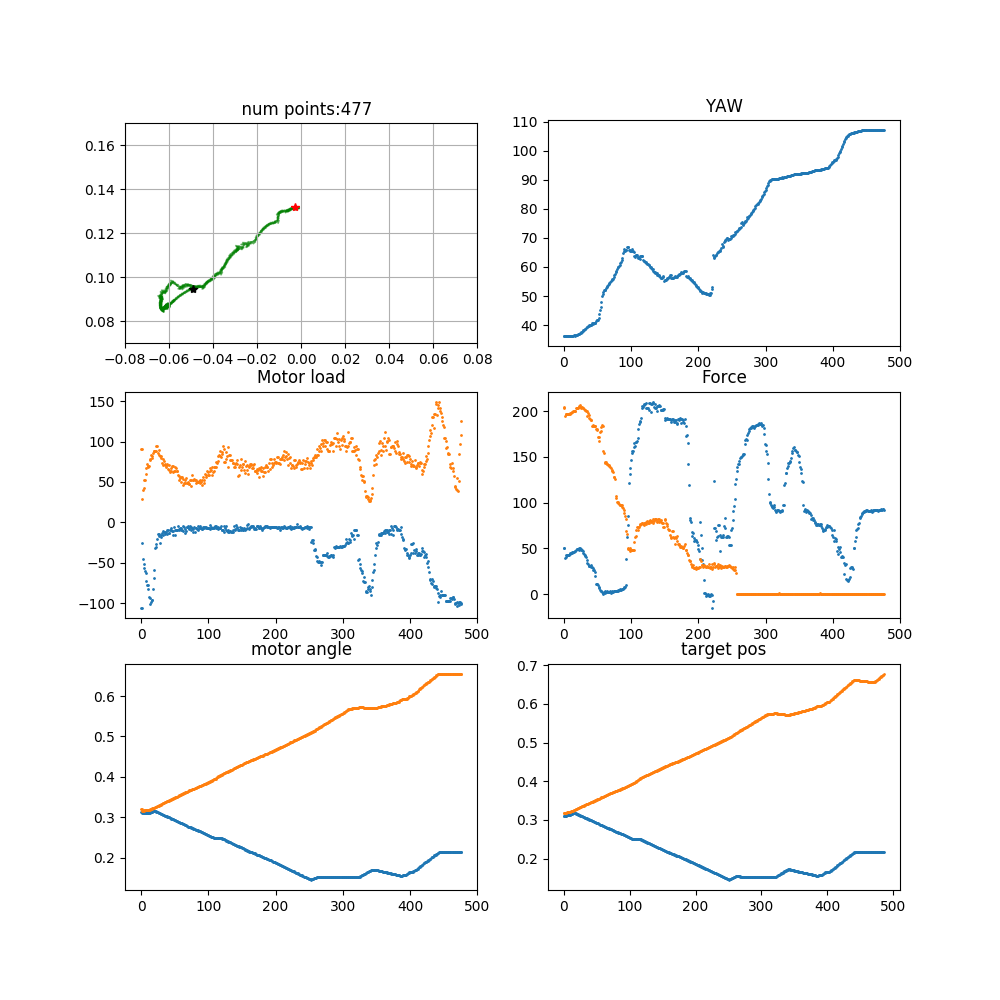 num points:477
YAW
0.16
0.14
0.12
0.10
0.08
−0.08 −0.06 −0.04 −0.02 0.00 0.02 0.04 0.06 0.08
110
100
90
80
70
60
50
40
0 100 200 300 400 500
Motor load
Force
150
100
50
0
−50
−100
0 100 200 300 400 500
200
150
100
50
0
0 100 200 300 400 500
motor angle
target pos
0.6
0.5
0.4
0.3
0.2
0 100 200 300 400 500
0.7
0.6
0.5
0.4
0.3
0.2
0 100 200 300 400 500